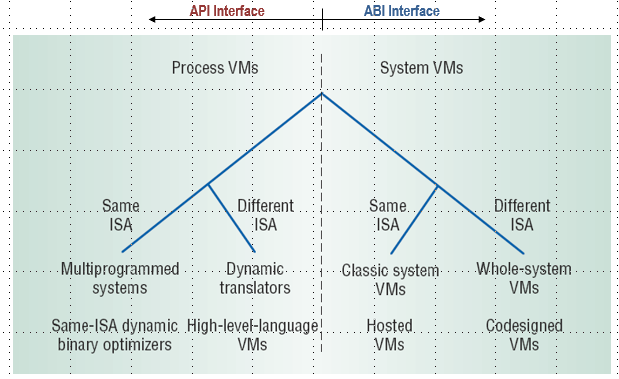 API Interface
ABI Interface
Process VMs
System VMs
Same
ISA
Different
ISA
Same
ISA
Different
ISA
Multiprogrammed
systems
Dynamic
translators
Classic system
VMs
Whole-system
VMs
Same-ISA dynamic
binary optimizers
High-level-language
VMs
Hosted
VMs
Codesigned
VMs